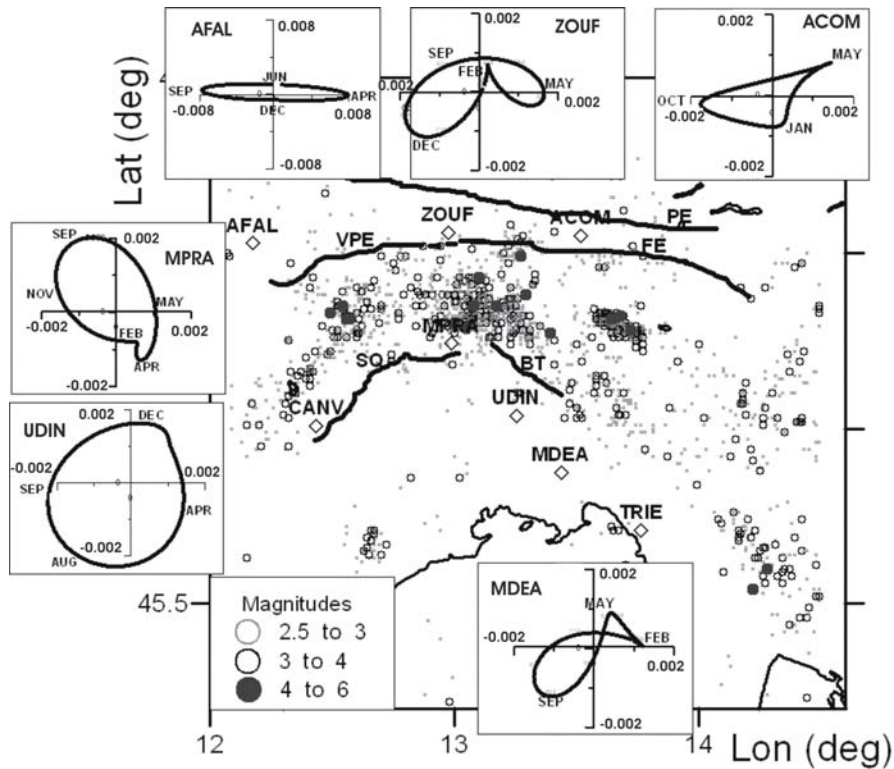 AFAL
0.008
JUN
SEP
-0.008
APR
0.008
DEC
-0.008
ZOUF
0.002
SEP
FEB
0.002
MAY
0.002
DEC
-0.002
ACOM
0.002
MAY
OCT
-0.002
0.002
JAN
-0.002
Lat (deg)
4
AFAL
ZOUF
ACOM
PE
VPE
FE
MPRA
SEP
0.002
NOV
MAY
-0.002
0.002
FEB
APR
-0.002
MPRA
SQ
BT
CANV
UDIN
UDIN
0.002
DEC
-0.002
0.002
SEP
APR
-0.002
AUG
MDEA
TRIE
45.5
Magnitudes
2.5 to 3
3 to 4
4 to 6
MDEA
0.002
MAY
-0.002
FEB
0.002
SEP
-0.002
12
13
14
Lon (deg)